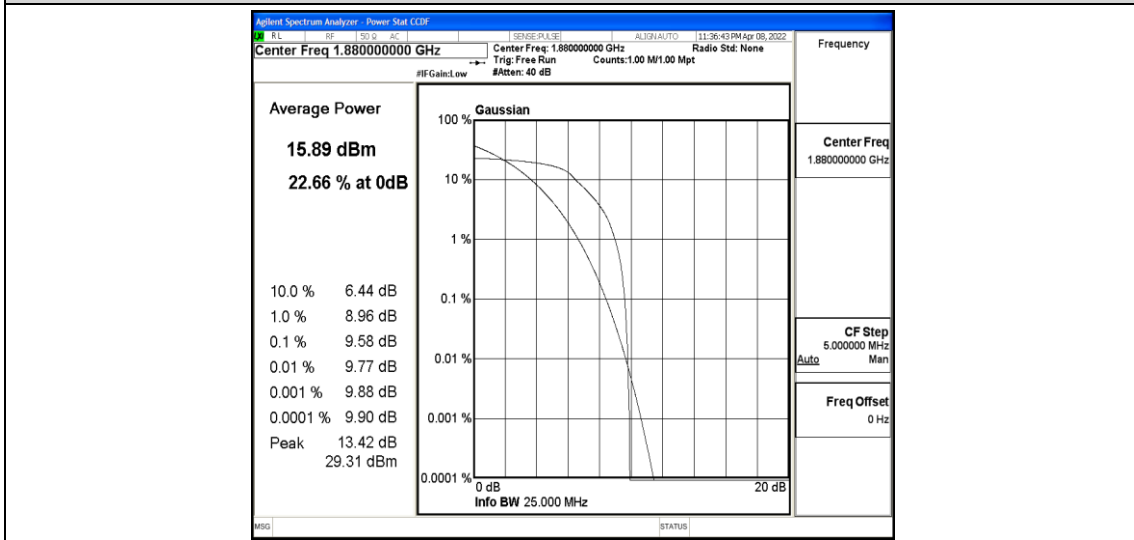 Agilent Spectrum Analyzer - Power Stat CCDF
LXI RL RF 50 Ω AC SENSE:PULSE ALIGNAUTO 11:36:43 PM Apr 08, 2022
Center Freq 1.880000000 GHz
Center Freq: 1.880000000 GHz Radio Std: None
Trig: Free Run Counts:1.00 M/1.00 Mpt
#IFGain:Low #Atten: 40 dB
Frequency
Average Power
15.89 dBm
22.66 % at 0dB
10.0 % 6.44 dB
1.0 % 8.96 dB
0.1 % 9.58 dB
0.01 % 9.77 dB
0.001 % 9.88 dB
0.0001 % 9.90 dB
Peak 13.42 dB
29.31 dBm
Gaussian
100 %
10 %
1 %
0.1 %
0.01 %
0.001 %
0.0001 %
0 dB 20 dB
Info BW 25.000 MHz
Center Freq
1.880000000 GHz
CF Step
5.000000 MHz
Auto Man
Freq Offset
0 Hz
MSG STATUS